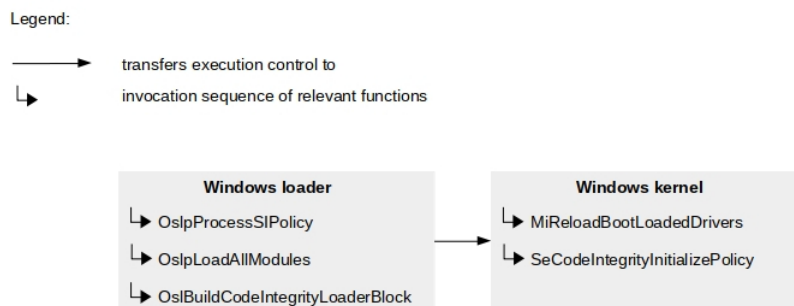 Legend:
transfers execution control to
invocation sequence of relevant functions
Windows loader
OslpProcessSIPolicy
OslpLoadAllModules
OslBuildCodeIntegrityLoaderBlock
Windows kernel
MiReloadBootLoadedDrivers
SeCodeIntegrityInitializePolicy